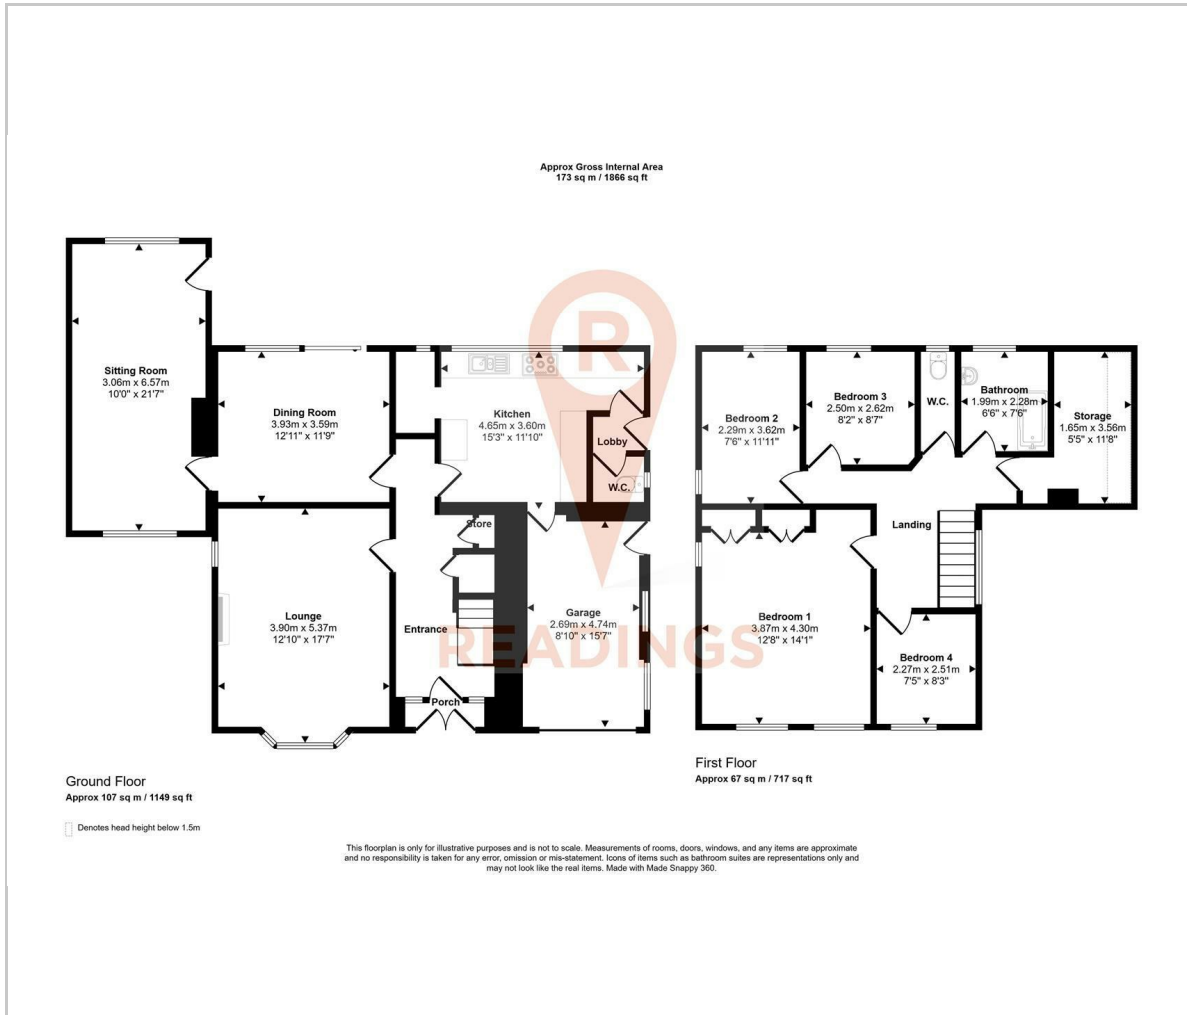 Approx Gross Internal Area
173 sq m / 1866 sq ft
Sitting Room
3.06m x 6.57m
10'0" x 21'7"
Dining Room
3.93m x 3.59m
12'11" x 11'9"
Kitchen
4.65m x 3.60m
15'3" x 11'10"
Lobby
W.C.
Store
Lounge
3.90m x 5.37m
12'10" x 17'7"
Entrance
Porch
Garage
2.69m x 4.74m
8'10" x 15'7"
R
READINGS
Bedroom 2
2.29m x 3.62m
7'6" x 11'11"
Bedroom 3
2.50m x 2.62m
8'2" x 8'7"
W.C.
Bathroom
1.99m x 2.28m
6'6" x 7'6"
Storage
1.65m x 3.56m
5'5" x 11'8"
Landing
Bedroom 1
3.87m x 4.30m
12'8" x 14'1"
Bedroom 4
2.27m x 2.51m
7'5" x 8'3"
Ground Floor
Approx 107 sq m / 1149 sq ft
Denotes head height below 1.5m
First Floor
Approx 67 sq m / 717 sq ft
This floorplan is only for illustrative purposes and is not to scale. Measurements of rooms, doors, windows, and any items are approximate
and no responsibility is taken for any error, omission or mis-statement. Icons of items such as bathroom suites are representations only and
may not look like the real items. Made with Made Snappy 360.